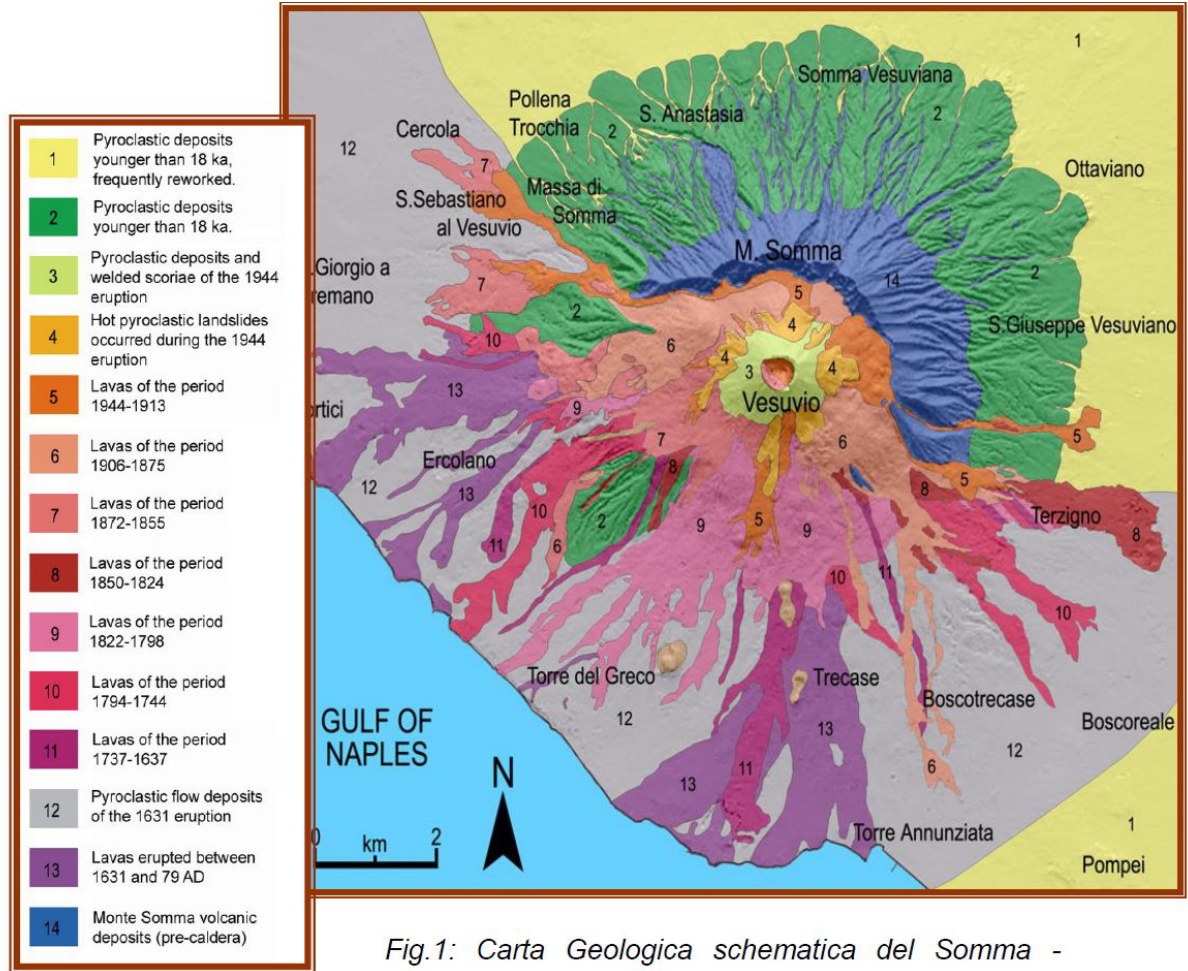 1
Pyroclastic deposits
younger than 18 ka,
frequently reworked.
2
Pyroclastic deposits
younger than 18 ka.
3
Pyroclastic deposits and
welded scoriae of the 1944
eruption
4
Hot pyroclastic landslides
occurred during the 1944
eruption
5
Lavas of the period
1944-1913
6
Lavas of the period
1906-1875
7
Lavas of the period
1872-1855
8
Lavas of the period
1850-1824
9
Lavas of the period
1822-1798
10
Lavas of the period
1794-1744
11
Lavas of the period
1737-1637
12
Pyroclastic flow deposits
of the 1631 eruption
13
Lavas erupted between
1631 and 79 AD
14
Monte Somma volcanic
deposits (pre-caldera)
1
Somma Vesuviana
Pollena
Trocchia
S. Anastasia
2
2
Cercola
12
7
Ottaviano
Massa di
Somma
S.Sebastiano
al Vesuvio
M. Somma
14
2
.Giorgio a
remano
7
5
2
4
S.Giuseppe Vesuviano
10
6
4
3
4
13
Vesuvio
9
ortici
7
6
5
Ercolano
8
5
12
13
10
8
Terzigno
2
9
5
9
8
11
6
10
11
10
Torre del Greco
Trecase
Boscotrecase
12
13
12
Boscoreale
GULF OF
NAPLES
6
N
13
11
0
2
km
Torre Annunziata
1
Pompei
Fig.1: Carta Geologica schematica del Somma -